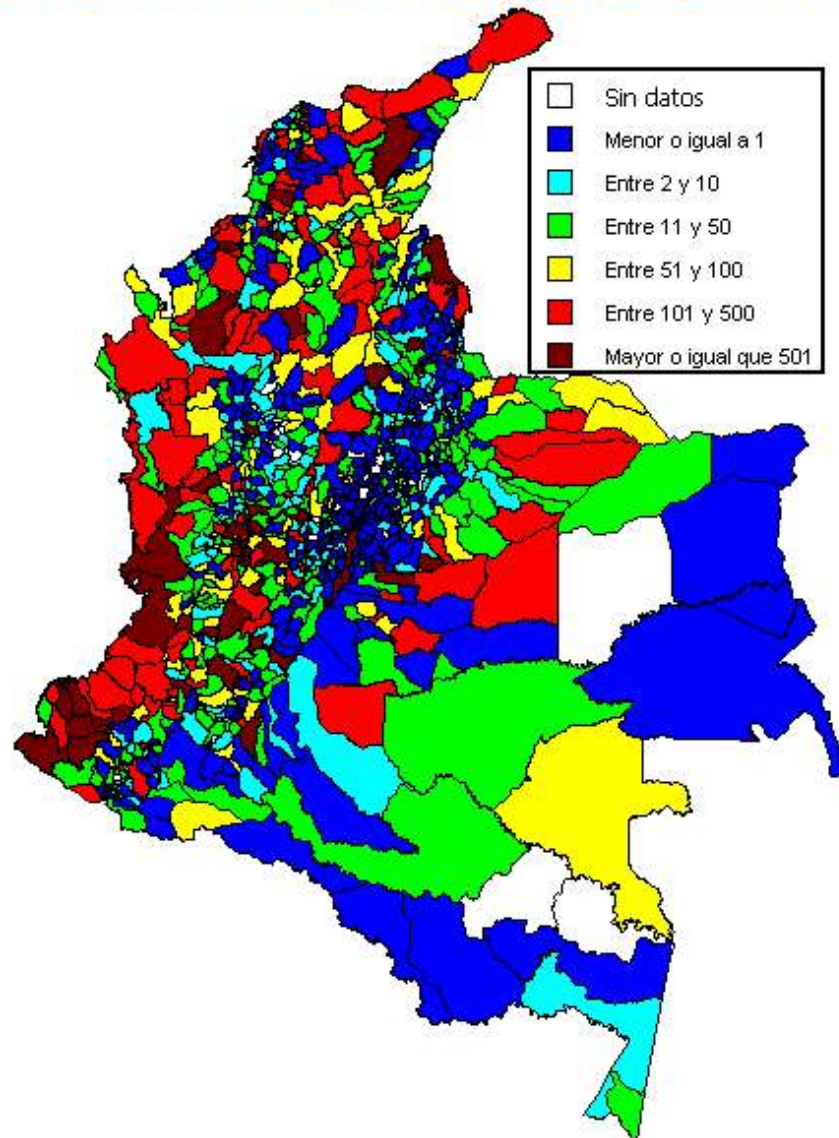 Sin datos
Menor o igual a 1
Entre 2 y 10
Entre 11 y 50
Entre 51 y 100
Entre 101 y 500
Mayor o igual que 501